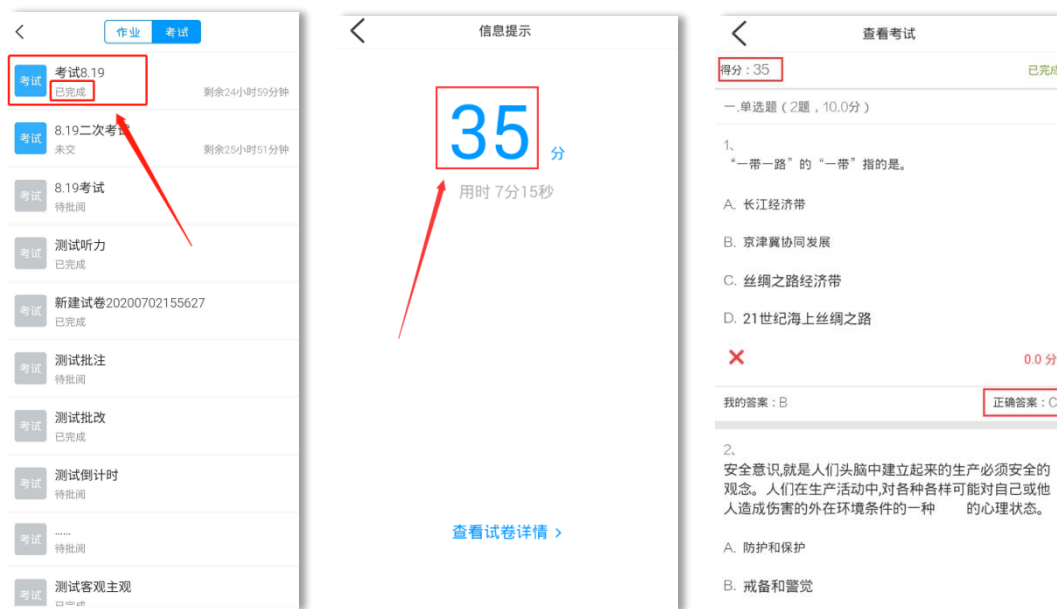 作业 考试
考试 考试8.19
已完成 剩余24小时59分钟
考试 8.19二次考试
未交 剩余25小时51分钟
考试 8.19考试
待批阅
考试 测试听力
已完成
考试 新建试卷20200702155627
已完成
考试 测试批注
待批阅
考试 测试批改
已完成
考试 测试倒计时
待批阅
考试 ......
待批阅
考试 测试客观主观
已完成
信息提示
35 分
用时 7分15秒
查看试卷详情 >
查看考试
得分：35 已完成
一.单选题（2题，10.0分）
1、
“一带一路”的“一带”指的是。
A. 长江经济带
B. 京津冀协同发展
C. 丝绸之路经济带
D. 21世纪海上丝绸之路
0.0 分
我的答案：B 正确答案：C
2、
安全意识,就是人们头脑中建立起来的生产必须安全的
观念。人们在生产活动中,对各种各样可能对自己或他
人造成伤害的外在环境条件的一种 的心理状态。
A. 防护和保护
B. 戒备和警觉